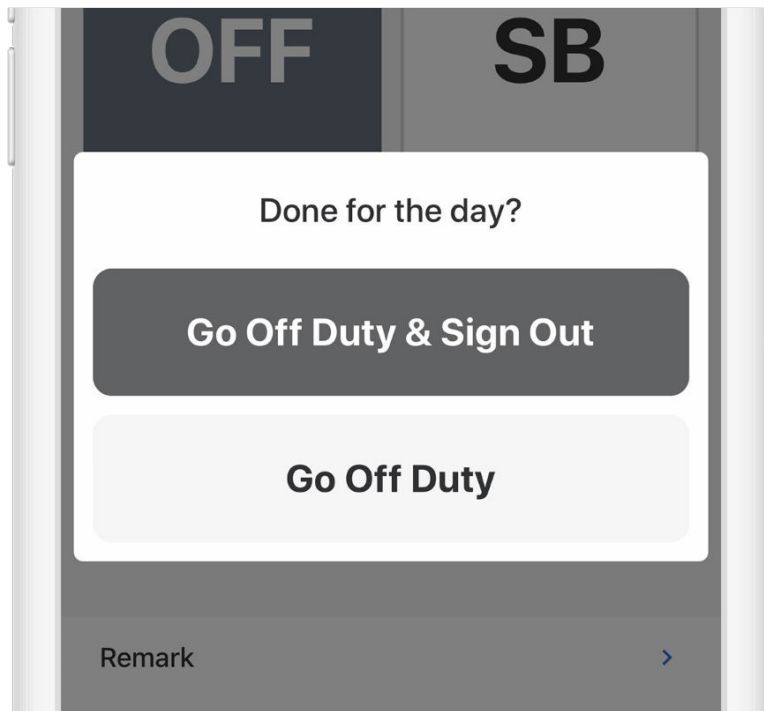 OFF
SB
Done for the day?
Go Off Duty & Sign Out
Go Off Duty
Remark